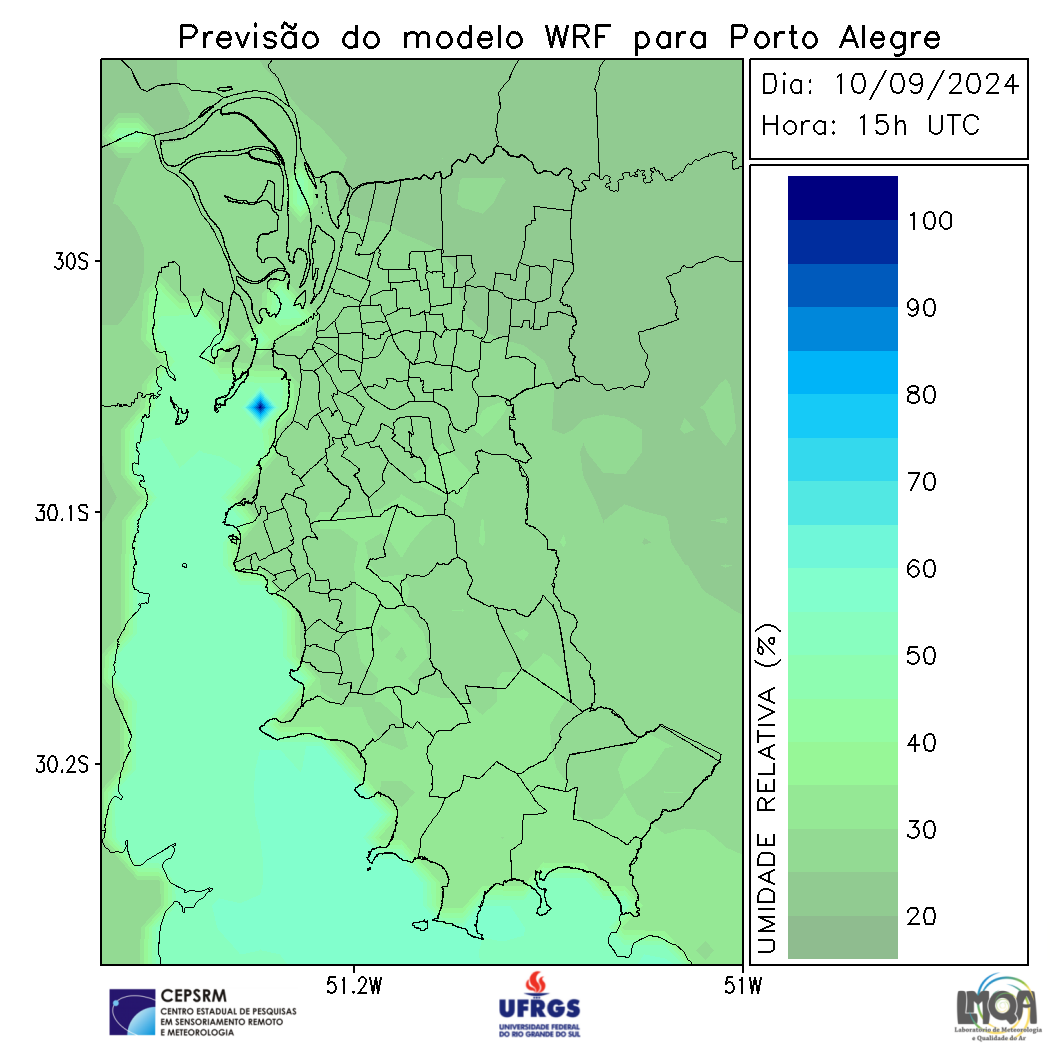 Previsão do modelo WRF para Porto Alegre
Dia: 10/09/2024
Hora: 15h UTC
100
90
80
70
60
50
40
30
20
UMIDADE RELATIVA (%)
30S
30.1S
30.2S
51.2W
51W
CEPSRM
CENTRO ESTADUAL DE PESQUISAS
EM SENSORIAMENTO REMOTO
E METEOROLOGIA
UFRGS
UNIVERSIDADE FEDERAL
DO RIO GRANDE DO SUL
LMQA
Laboratório de Meteorologia
e Qualidade do Ar